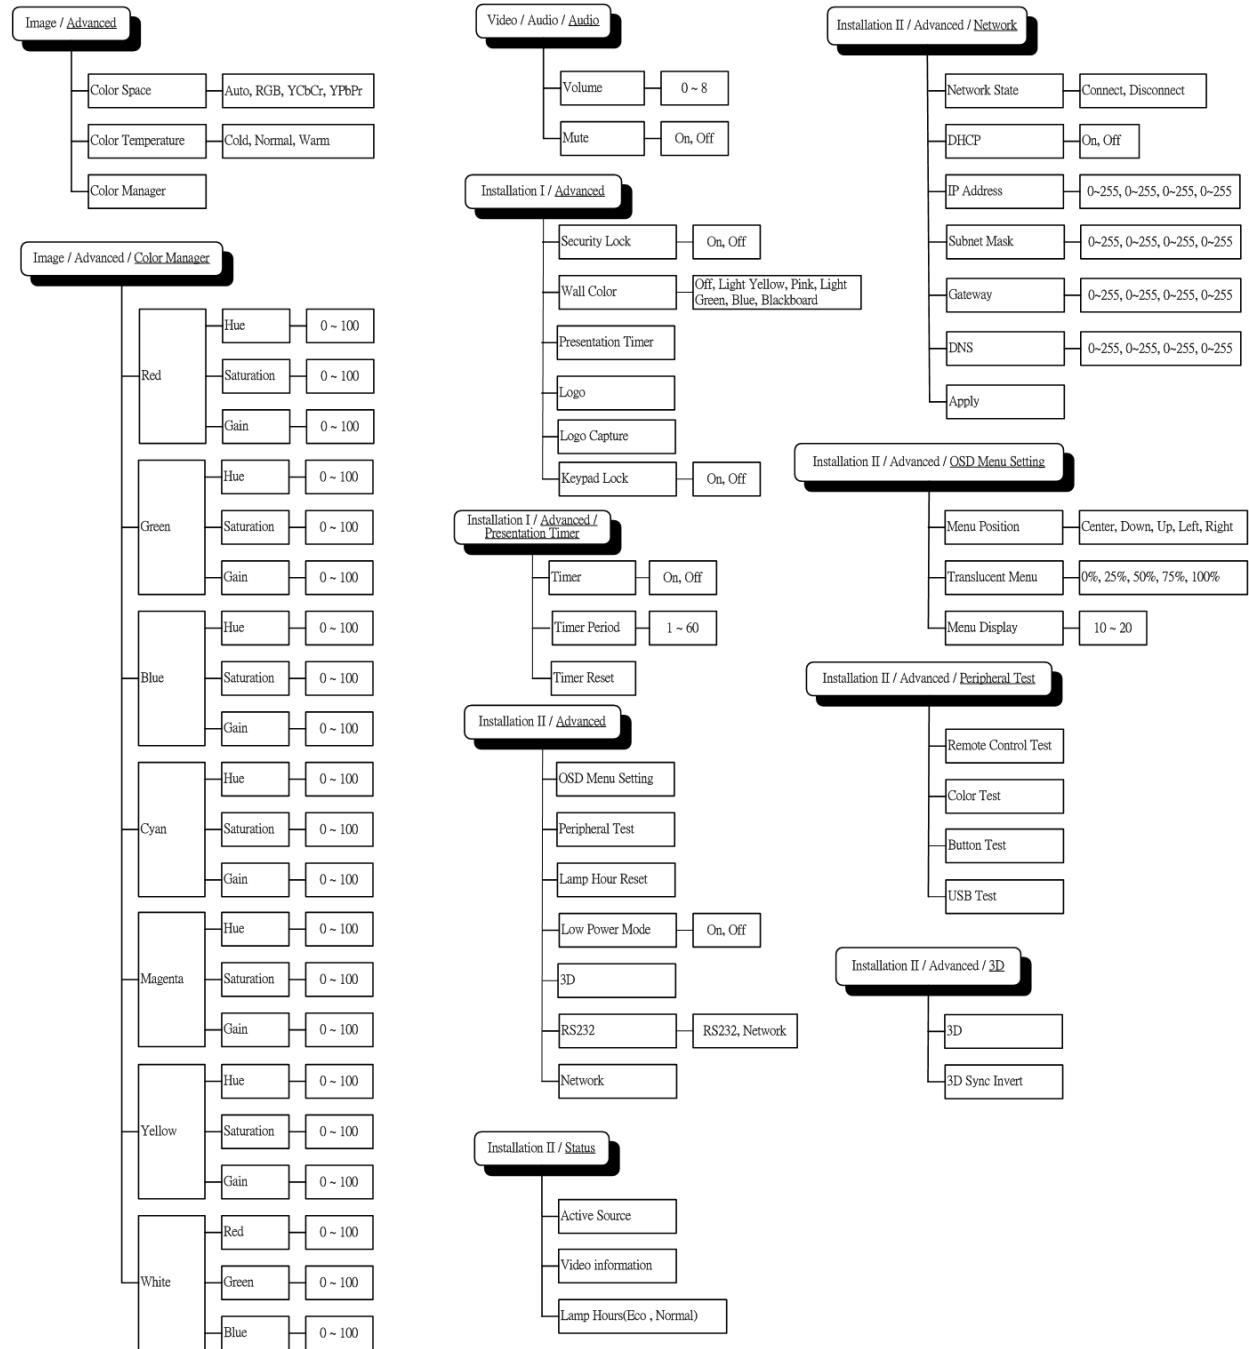 Image / Advanced
Color Space
Auto, RGB, YCbCr, YPbPr
Color Temperature
Cold, Normal, Warm
Color Manager
Image / Advanced / Color Manager
Red
Hue
0 ~ 100
Saturation
0 ~ 100
Gain
0 ~ 100
Green
Hue
0 ~ 100
Saturation
0 ~ 100
Gain
0 ~ 100
Blue
Hue
0 ~ 100
Saturation
0 ~ 100
Gain
0 ~ 100
Cyan
Hue
0 ~ 100
Saturation
0 ~ 100
Gain
0 ~ 100
Magenta
Hue
0 ~ 100
Saturation
0 ~ 100
Gain
0 ~ 100
Yellow
Hue
0 ~ 100
Saturation
0 ~ 100
Gain
0 ~ 100
White
Red
0 ~ 100
Green
0 ~ 100
Blue
0 ~ 100
Video / Audio / Audio
Volume
0 ~ 8
Mute
On, Off
Installation I / Advanced
Security Lock
On, Off
Wall Color
Off, Light Yellow, Pink, Light
Green, Blue, Blackboard
Presentation Timer
Logo
Logo Capture
Keypad Lock
On, Off
Installation I / Advanced /
Presentation Timer
Timer
On, Off
Timer Period
1 ~ 60
Timer Reset
Installation II / Advanced
OSD Menu Setting
Peripheral Test
Lamp Hour Reset
Low Power Mode
On, Off
3D
RS232
RS232, Network
Network
Installation II / Status
Active Source
Video information
Lamp Hours(Eco , Normal)
Installation II / Advanced / Network
Network State
Connect, Disconnect
DHCP
On, Off
IP Address
0~255, 0~255, 0~255, 0~255
Subnet Mask
0~255, 0~255, 0~255, 0~255
Gateway
0~255, 0~255, 0~255, 0~255
DNS
0~255, 0~255, 0~255, 0~255
Apply
Installation II / Advanced / OSD Menu Setting
Menu Position
Center, Down, Up, Left, Right
Translucent Menu
0%, 25%, 50%, 75%, 100%
Menu Display
10 ~ 20
Installation II / Advanced / Peripheral Test
Remote Control Test
Color Test
Button Test
USB Test
Installation II / Advanced / 3D
3D
3D Sync Invert